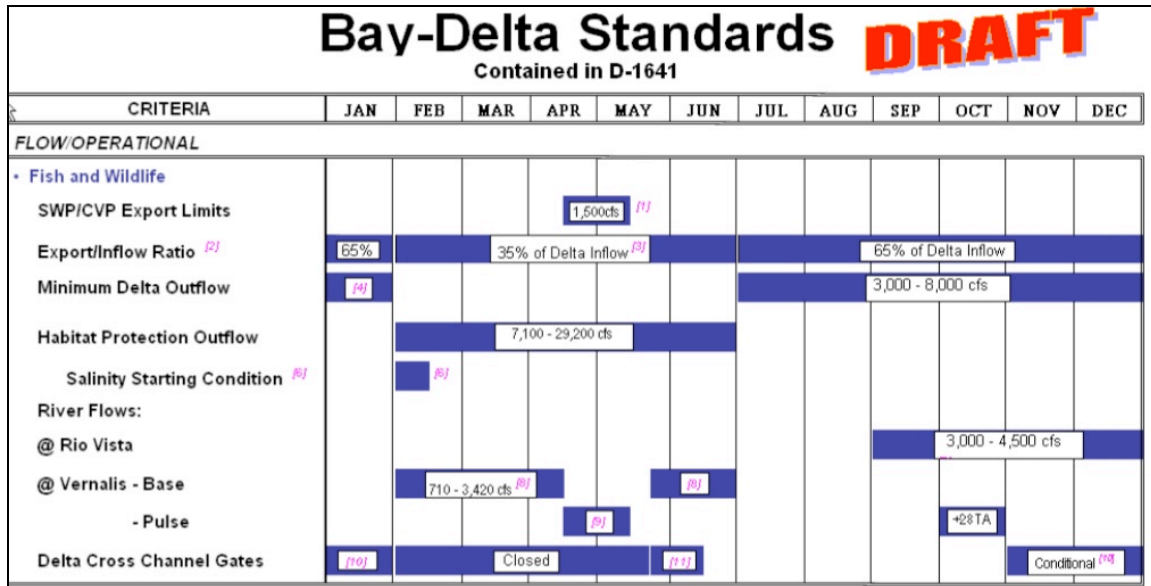 Bay-Delta Standards DRAFT
Contained in D-1641
CRITERIA JAN FEB MAR APR MAY JUN JUL AUG SEP OCT NOV DEC
FLOW/OPERATIONAL
• Fish and Wildlife
SWP/CVP Export Limits 1,500cfs [1]
Export/Inflow Ratio [2] 65% 35% of Delta Inflow [3] 65% of Delta Inflow
Minimum Delta Outflow [4] 3,000 - 8,000 cfs
Habitat Protection Outflow 7,100 - 29,200 cfs
Salinity Starting Condition [6] [6]
River Flows:
@ Rio Vista 3,000 - 4,500 cfs
@ Vernalis - Base 710 - 3,420 cfs [8] [8]
- Pulse [9] +28TA
Delta Cross Channel Gates [10] Closed [11] Conditional [10]